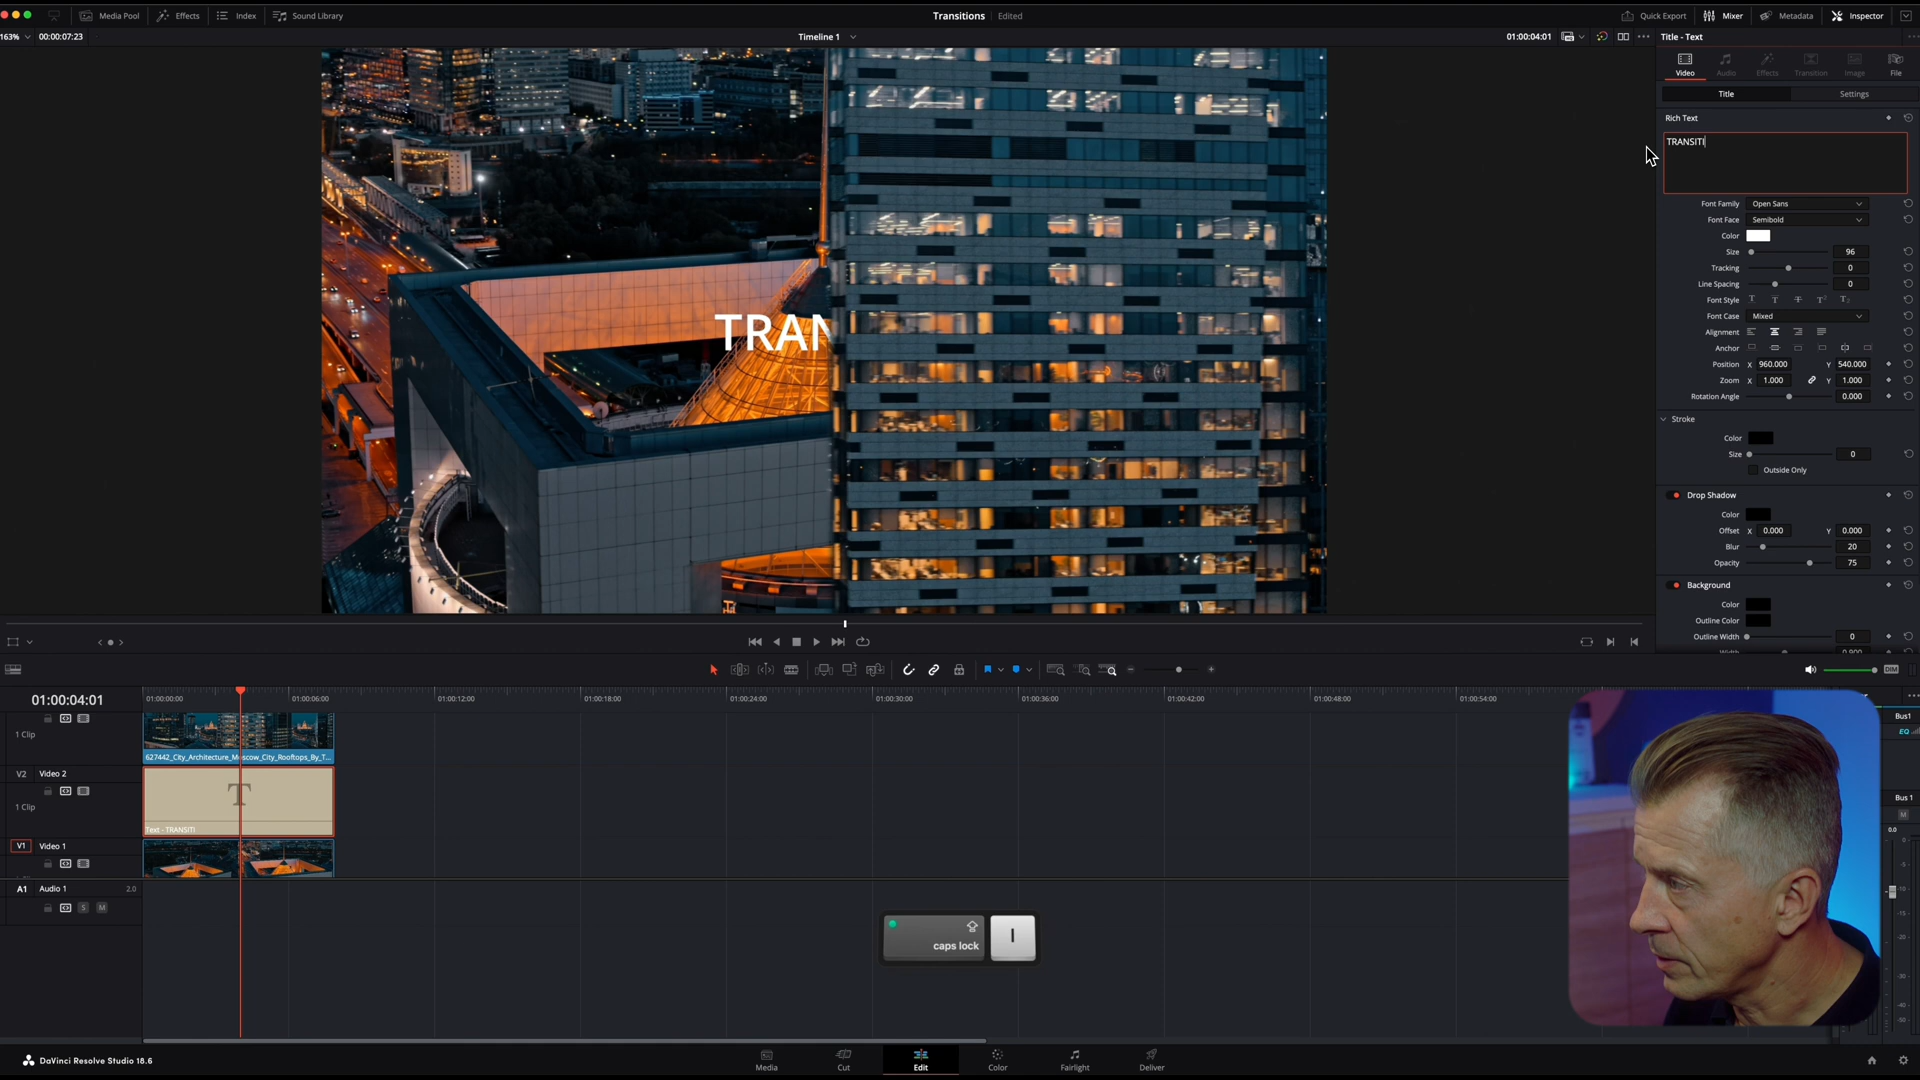 Media Pool
Effects
Index
Sound Library
Transitions
Edited
Quick Export
Mixer
Metadata
Inspector
163%
00:00:07:23
Timeline 1
01:00:04:01
Title - Text
Video
Audio
Effects
Transition
Image
File
Title
Settings
Rich Text
TRANSITI
TRAN
Font Family
Open Sans
Font Face
Semibold
Color
Size
96
Tracking
0
Line Spacing
0
Font Style
Font Case
Mixed
Alignment
Anchor
Position X 960.000 Y 540.000
Zoom X 1.000 Y 1.000
Rotation Angle
0.000
Stroke
Color
Size
0
Outside Only
Drop Shadow
Color
Offset X 0.000 Y 0.000
Blur
20
Opacity
75
Background
Color
Outline Color
Outline Width
0
Width
0.900
DIM
01:00:04:01
01:00:00:00
01:00:06:00
01:00:12:00
01:00:18:00
01:00:24:00
01:00:30:00
01:00:36:00
01:00:42:00
01:00:48:00
01:00:54:00
1 Clip
627442_City_Architecture_Moscow_City_Rooftops_By_T...
V2 Video 2
1 Clip
T
Text - TRANSITI
V1 Video 1
A1 Audio 1 2.0
S M
caps lock
I
Bus1
EQ
Bus 1
M
0.0
DaVinci Resolve Studio 18.6
Media
Cut
Edit
Color
Fairlight
Deliver